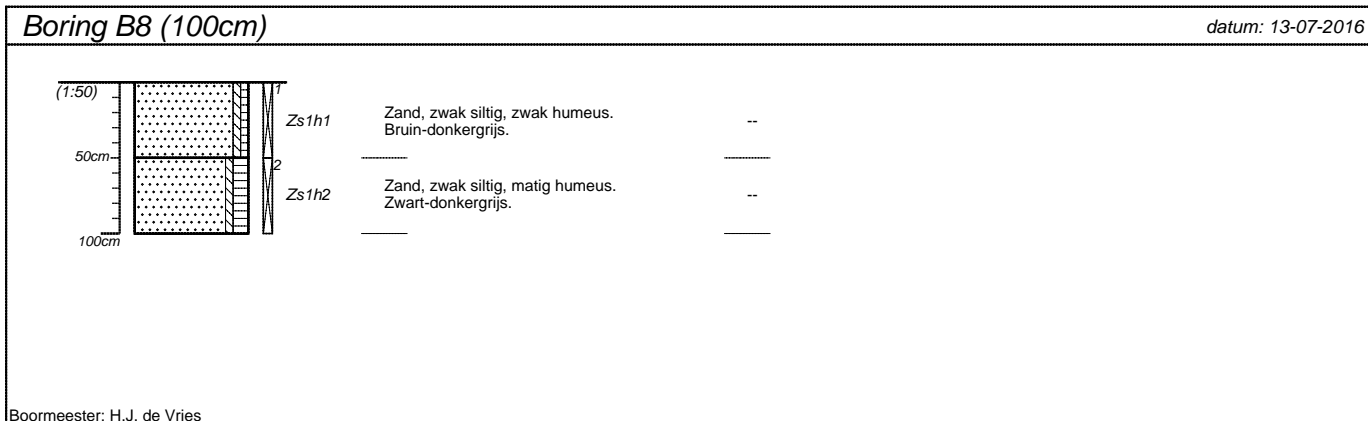 Boring B8 (100cm)
datum: 13-07-2016
(1:50)
1
Zs1h1
Zand, zwak siltig, zwak humeus.
Bruin-donkergrijs.
--
50cm
2
Zs1h2
Zand, zwak siltig, matig humeus.
Zwart-donkergrijs.
--
100cm
Boormeester: H.J. de Vries